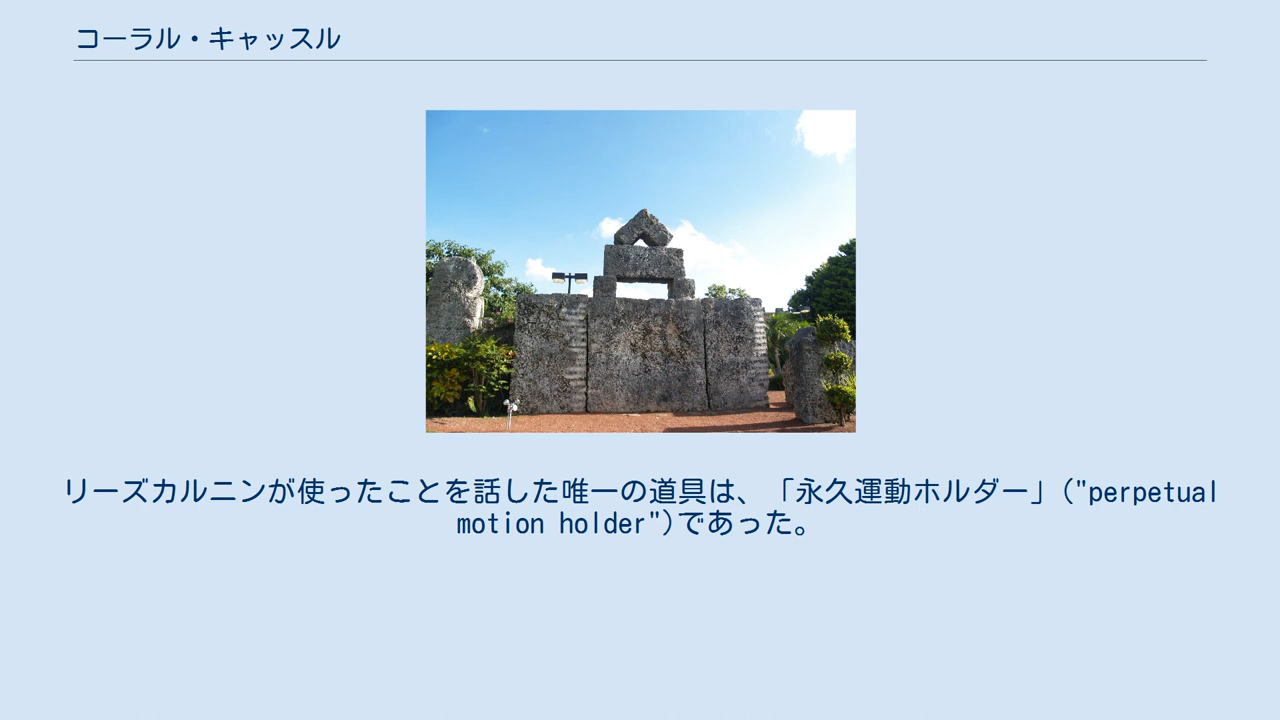 コーラル・キャッスル
リーズカルニンが使ったことを話した唯一の道具は、「永久運動ホルダー」("perpetual
motion holder")であった。